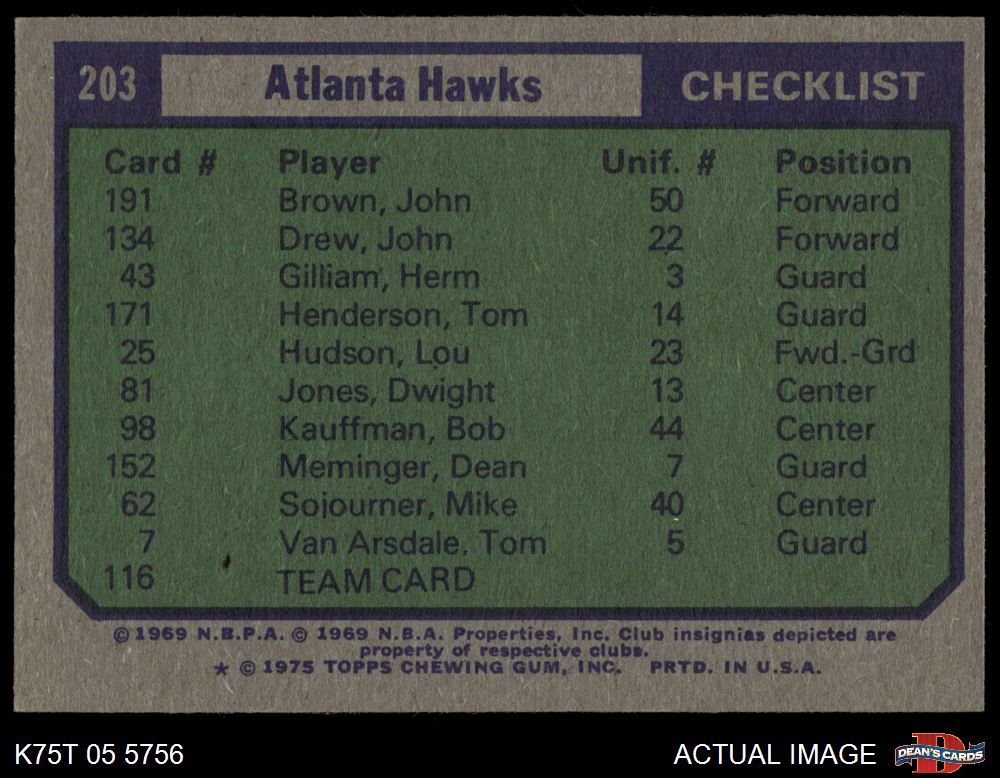 203 Atlanta Hawks CHECKLIST
Card # Player Unif. # Position
191 Brown, John 50 Forward
134 Drew, John 22 Forward
43 Gilliam, Herm 3 Guard
171 Henderson, Tom 14 Guard
25 Hudson, Lou 23 Fwd.-Grd
81 Jones, Dwight 13 Center
98 Kauffman, Bob 44 Center
152 Meminger, Dean 7 Guard
62 Sojourner, Mike 40 Center
7 Van Arsdale. Tom 5 Guard
116 TEAM CARD
© 1969 N.B.P.A. © 1969 N.B.A. Properties, Inc. Club insignias depicted are
property of respective clubs.
* © 1975 TOPPS CHEWING GUM, INC. PRTD. IN U.S.A.
K75T 05 5756 ACTUAL IMAGE D DEAN'S CARDS